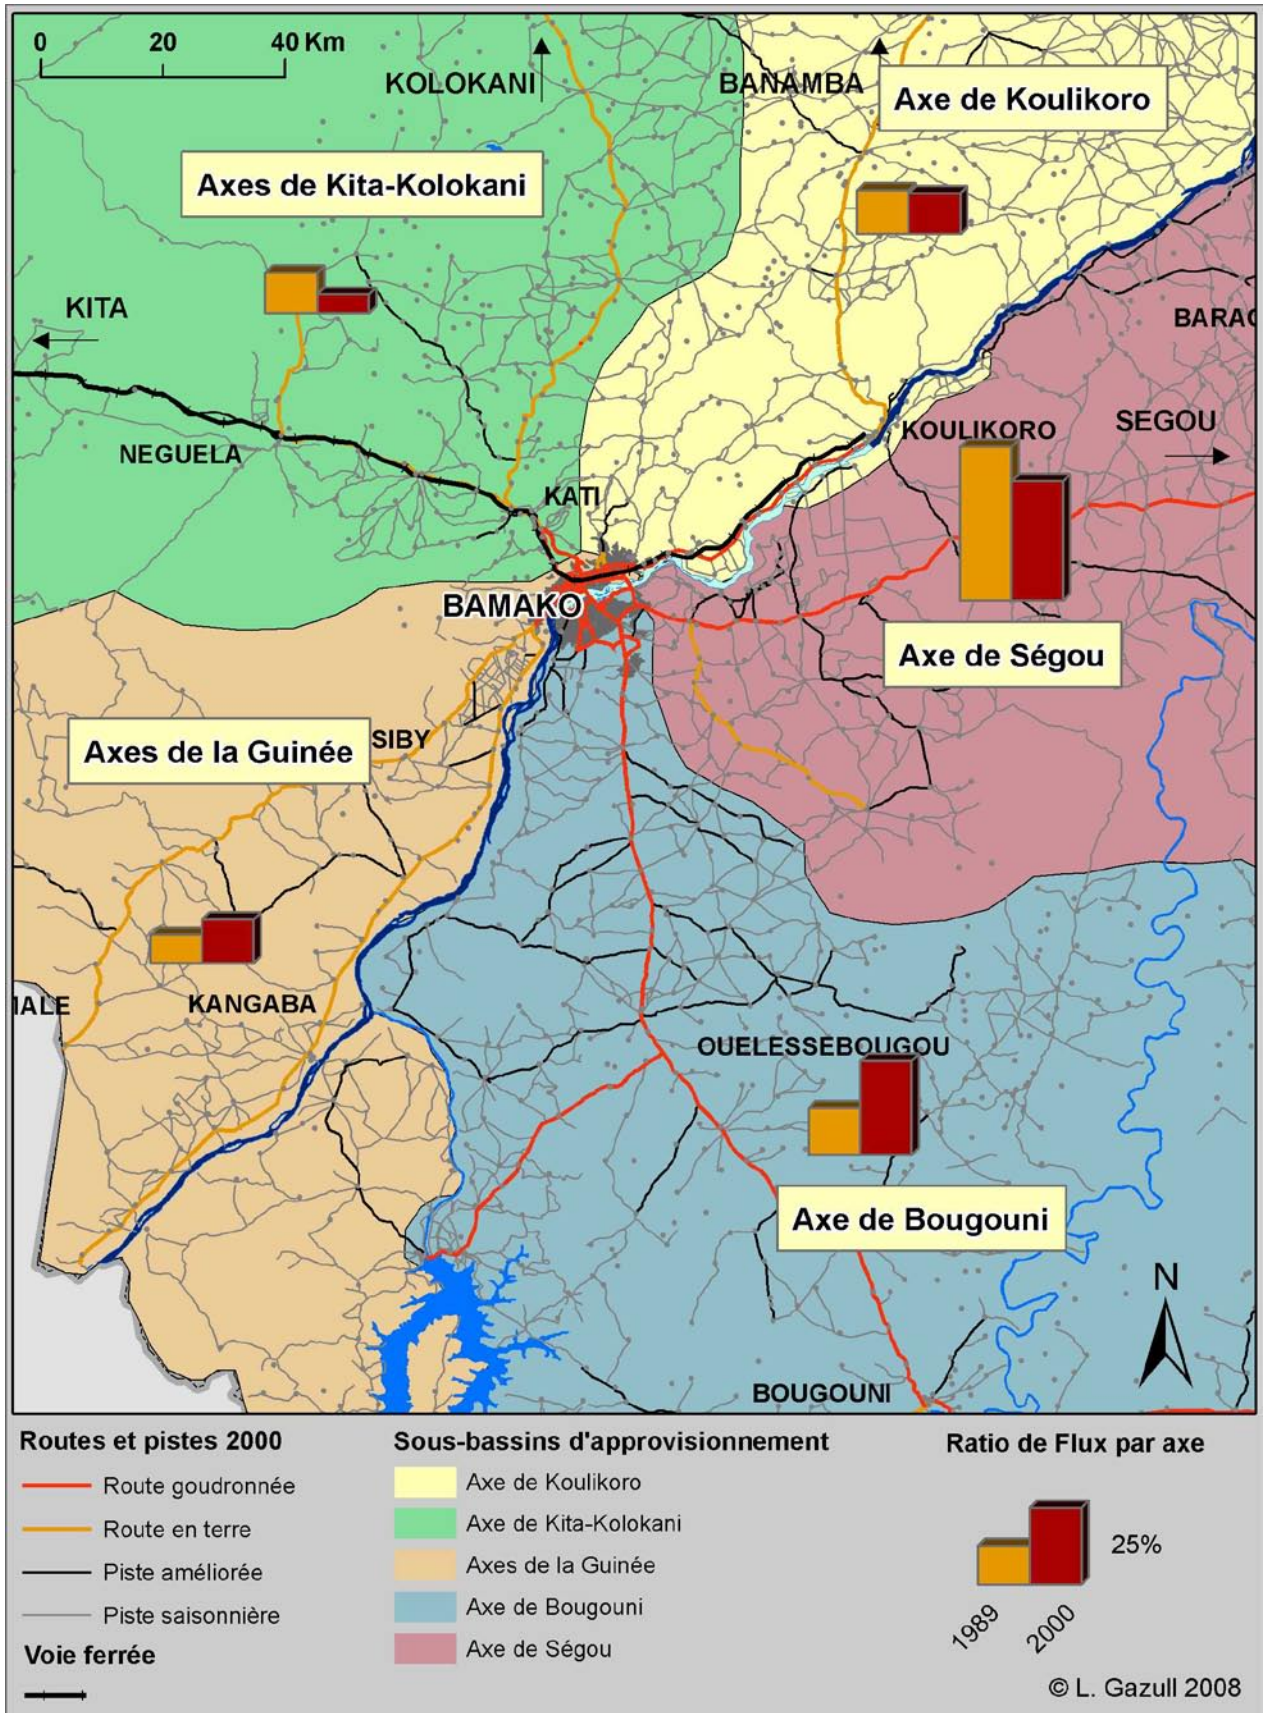 0 20 40 Km
KOLOKANI
BANAMBA
Axe de Koulikoro
Axes de Kita-Kolokani
KITA
BARAO
NEGUELA
KOULIKORO
SEGOU
KATI
BAMAKO
Axe de Ségou
SIBY
Axes de la Guinée
IALE
KANGABA
OUELESSEBOUGOU
Axe de Bougouni
N
BOUGOUNI
Routes et pistes 2000
Route goudronnée
Route en terre
Piste améliorée
Piste saisonnière
Voie ferrée
Sous-bassins d'approvisionnement
Axe de Koulikoro
Axe de Kita-Kolokani
Axes de la Guinée
Axe de Bougouni
Axe de Ségou
Ratio de Flux par axe
25%
1989
2000
© L. Gazull 2008